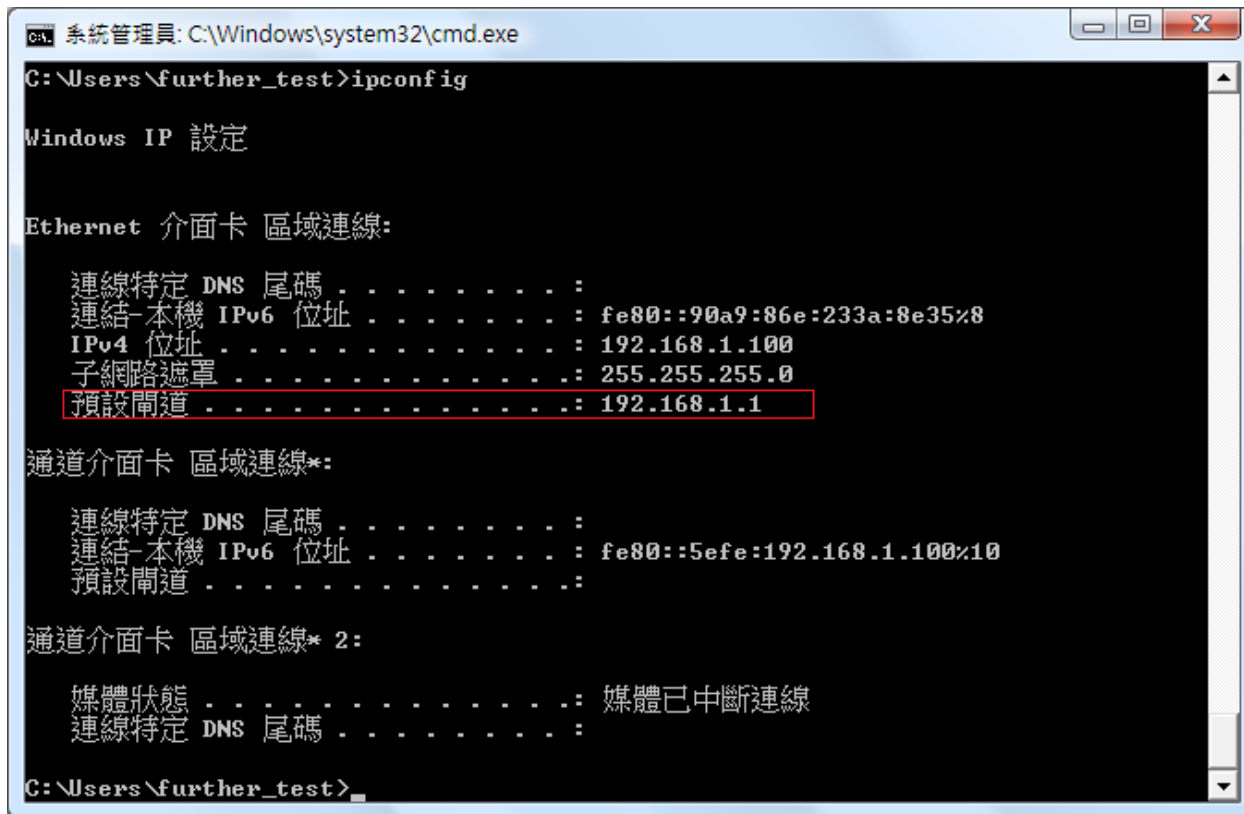 系統管理員: C:\Windows\system32\cmd.exe
C:\Users\further_test>ipconfig
Windows IP 設定
Ethernet 介面卡 區域連線:
連線特定 DNS 尾碼 . . . . . . . . :
連結-本機 IPv6 位址 . . . . . . . : fe80::90a9:86e:233a:8e35%8
IPv4 位址 . . . . . . . . . . . . : 192.168.1.100
子網路遮罩 . . . . . . . . . . . .: 255.255.255.0
預設閘道 . . . . . . . . . . . . .: 192.168.1.1
通道介面卡 區域連線*:
連線特定 DNS 尾碼 . . . . . . . . :
連結-本機 IPv6 位址 . . . . . . . : fe80::5efe:192.168.1.100%10
預設閘道 . . . . . . . . . . . . .:
通道介面卡 區域連線* 2:
媒體狀態 . . . . . . . . . . . . .: 媒體已中斷連線
連線特定 DNS 尾碼 . . . . . . . . :
C:\Users\further_test>_